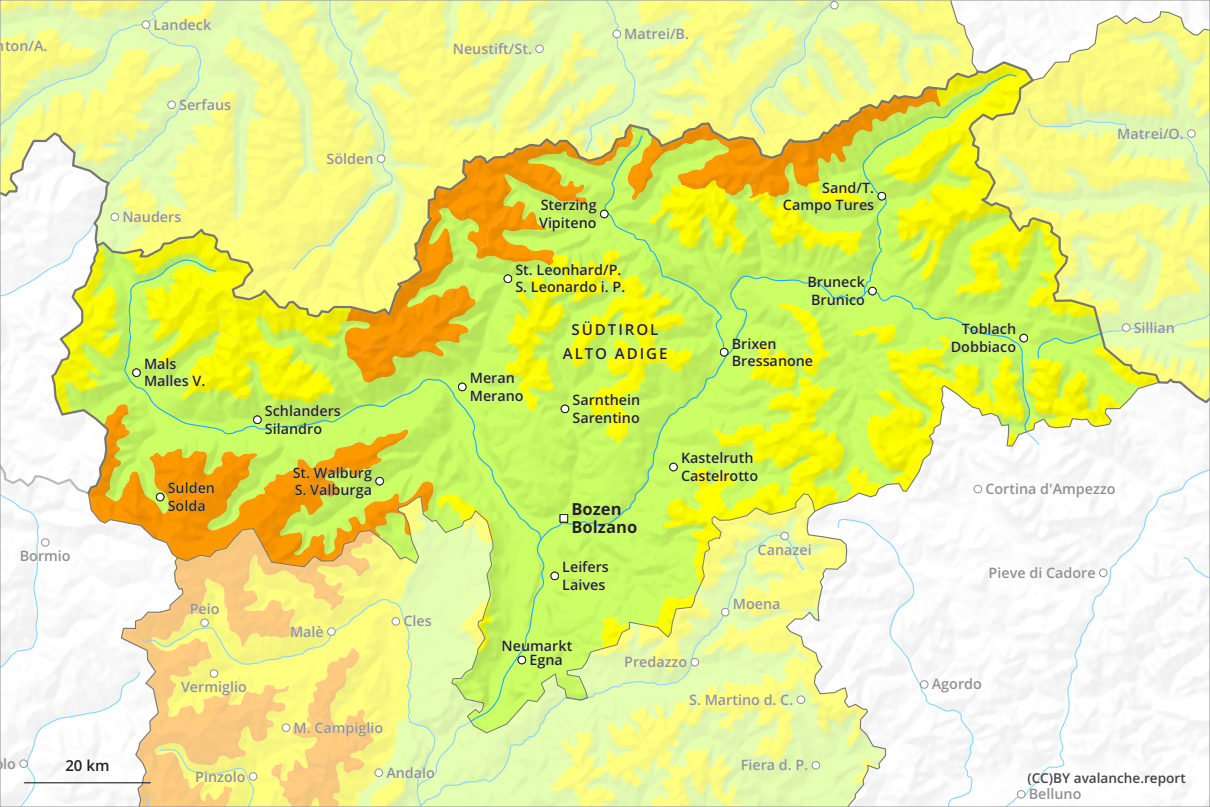 Landeck
nton/A.
Neustift/St.
Matrei/B.
Serfaus
Matrei/O.
Sölden
Sand/T.
Campo Tures
Sterzing
Vipiteno
Nauders
St. Leonhard/P.
S. Leonardo i. P.
Bruneck
Brunico
SÜDTIROL
ALTO ADIGE
Toblach
Dobbiaco
Sillian
Brixen
Bressanone
Mals
Malles V.
Meran
Merano
Sarnthein
Sarentino
Schlanders
Silandro
Kastelruth
Castelrotto
St. Walburg
S. Valburga
Sulden
Solda
Cortina d'Ampezzo
Bozen
Bolzano
Bormio
Canazei
Leifers
Laives
Pieve di Cadore
Peio
Moena
Cles
Malè
Neumarkt
Egna
Predazzo
Vermiglio
Agordo
S. Martino d. C.
M. Campiglio
20 km
olo
Pinzolo
Andalo
Fiera d. P.
(CC)BY avalanche.report
Belluno